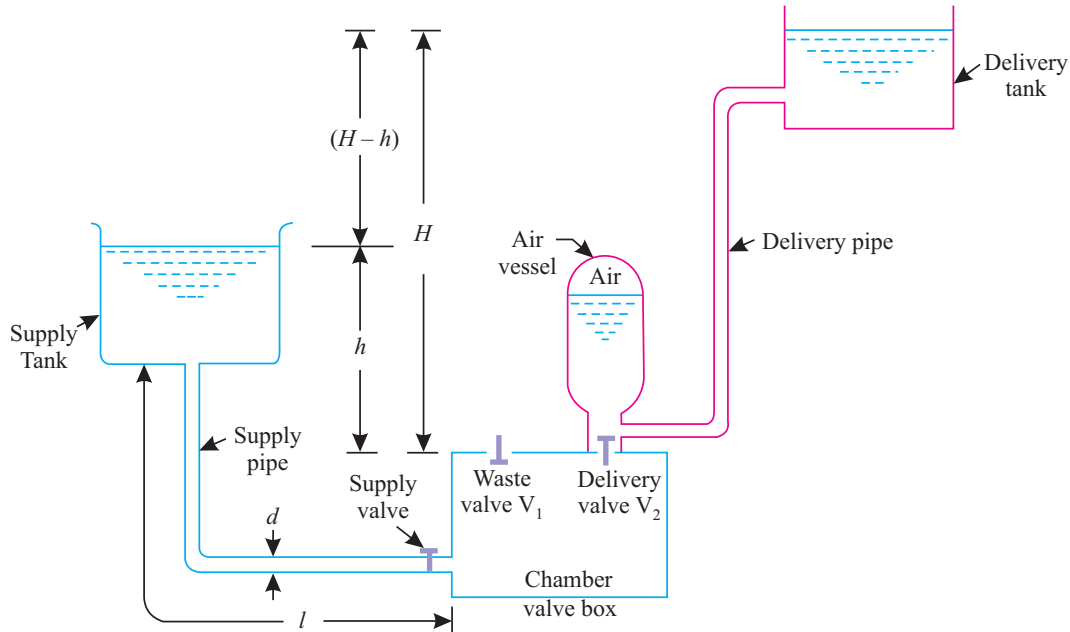 Delivery
tank
(H – h)
H
Air
vessel
Air
Delivery pipe
Supply
Tank
h
Supply
pipe
Supply
valve
Waste
valve V₁
Delivery
valve V₂
d
Chamber
valve box
l